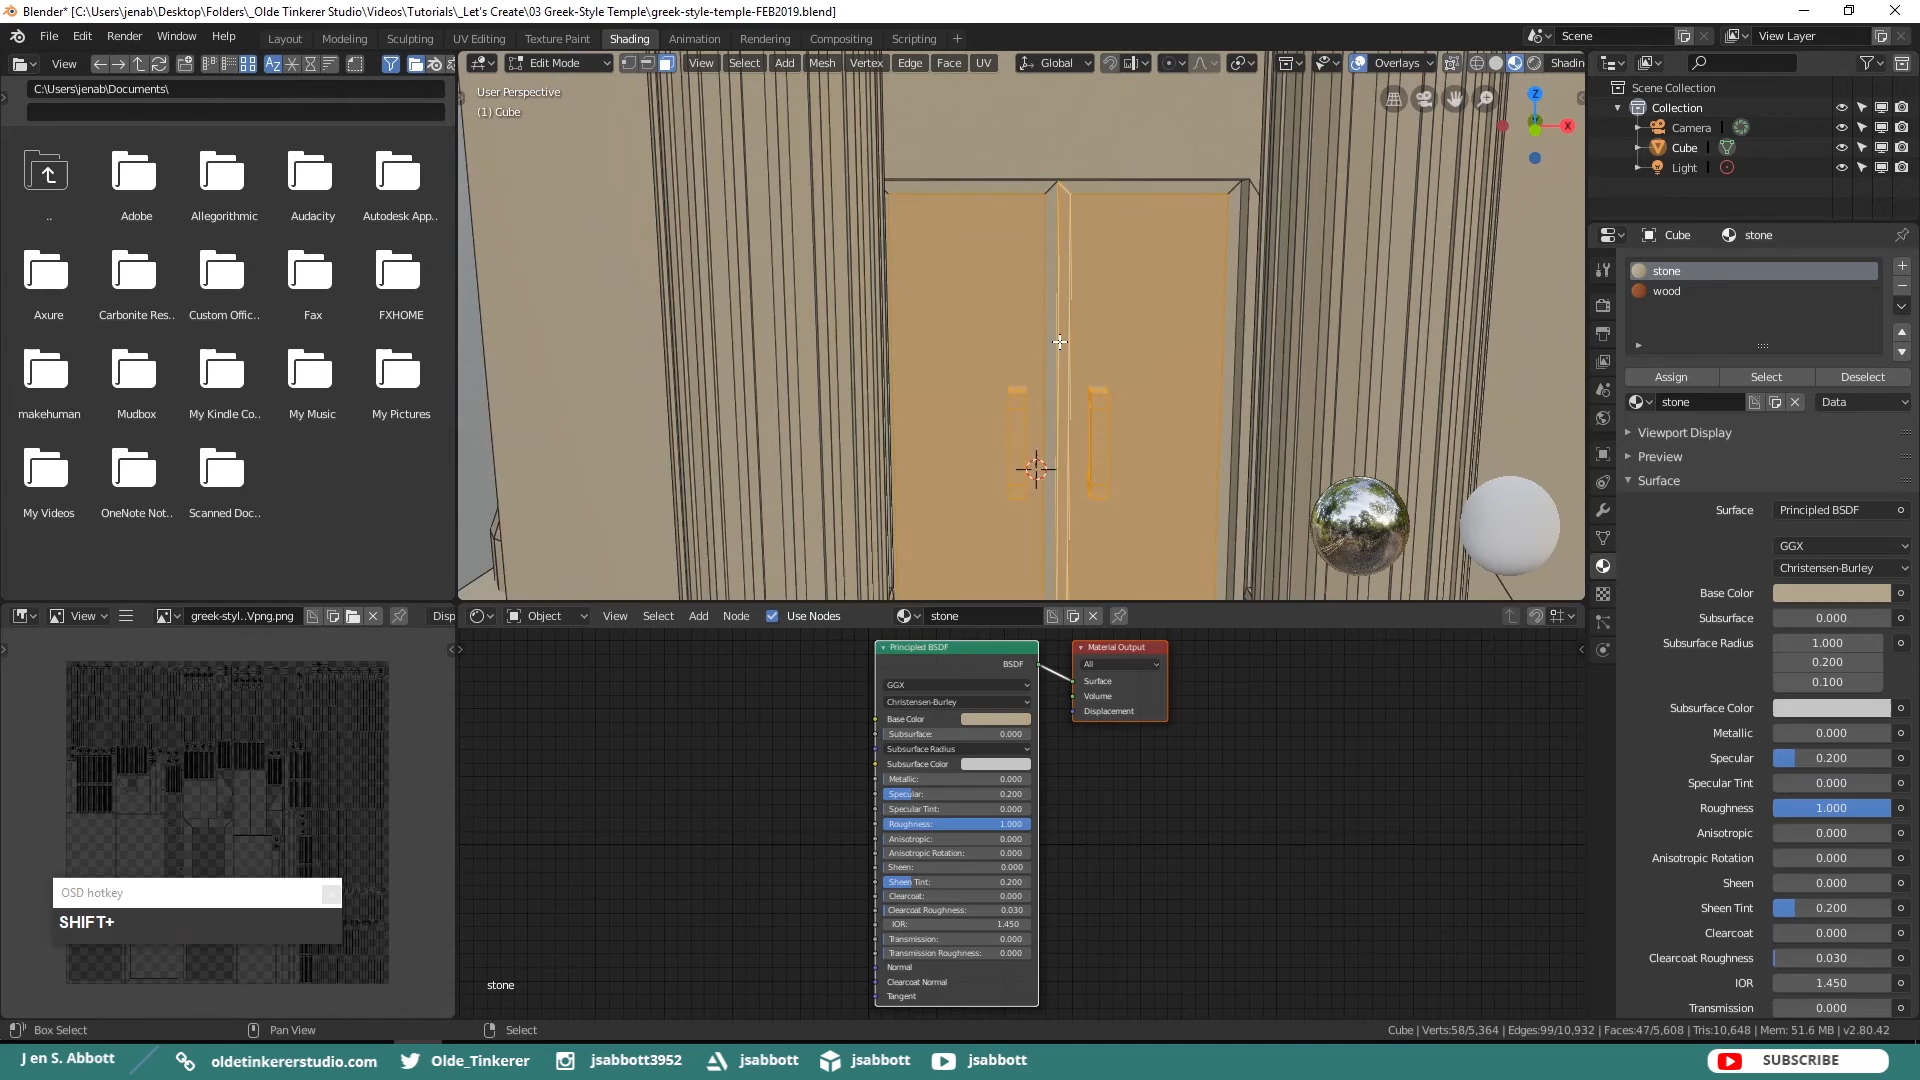 Blender* [C:\Users\jenab\Desktop\Folders\_Olde Tinkerer Studio\Videos\Tutorials\_Let's Create\03 Greek-Style Temple\greek-style-temple-FEB2019.blend]
File Edit Render Window Help Layout Modeling Sculpting UV Editing Texture Paint Shading Animation Rendering Compositing Scripting + Scene View Layer
View Edit Mode View Select Add Mesh Vertex Edge Face UV Global Overlays Shadin
C:\Users\jenab\Documents\
User Perspective
(1) Cube
Z
X
Scene Collection
Collection
Camera
Cube
Light
.. Adobe Allegorithmic Audacity Autodesk App..
Axure Carbonite Res.. Custom Offic.. Fax FXHOME
makehuman Mudbox My Kindle Co.. My Music My Pictures
My Videos OneNote Not.. Scanned Doc..
Cube stone
stone
wood
Assign Select Deselect
stone Data
Viewport Display
Preview
Surface
Surface Principled BSDF
GGX
Christensen-Burley
Base Color
Subsurface 0.000
Subsurface Radius 1.000
0.200
0.100
Subsurface Color
Metallic 0.000
Specular 0.200
Specular Tint 0.000
Roughness 1.000
Anisotropic 0.000
Anisotropic Rotation 0.000
Sheen 0.000
Sheen Tint 0.200
Clearcoat 0.000
Clearcoat Roughness 0.030
IOR 1.450
Transmission 0.000
View greek-styl..Vpng.png Disp
Object View Select Add Node Use Nodes stone
Principled BSDF
BSDF
GGX
Christensen-Burley
Base Color
Subsurface: 0.000
Subsurface Radius
Subsurface Color
Metallic: 0.000
Specular: 0.200
Specular Tint: 0.000
Roughness: 1.000
Anisotropic: 0.000
Anisotropic Rotation: 0.000
Sheen: 0.000
Sheen Tint: 0.200
Clearcoat: 0.000
Clearcoat Roughness: 0.030
IOR: 1.450
Transmission: 0.000
Transmission Roughness: 0.000
Normal
Clearcoat Normal
Tangent
Material Output
All
Surface
Volume
Displacement
OSD hotkey
SHIFT+
stone
Box Select Pan View Select Cube | Verts:58/5,364 | Edges:99/10,932 | Faces:47/5,608 | Tris:10,648 | Mem: 51.6 MB | v2.80.42
J en S. Abbott oldetinkererstudio.com Olde_Tinkerer jsabbott3952 jsabbott jsabbott jsabbott SUBSCRIBE